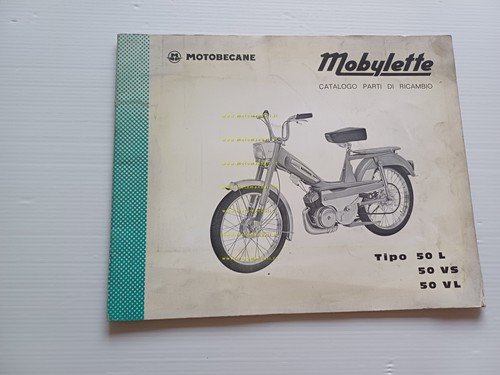 M MOTOBECANE
Mobylette
CATALOGO PARTI DI RICAMBIO
Tipo 50 L
50 VS
50 VL